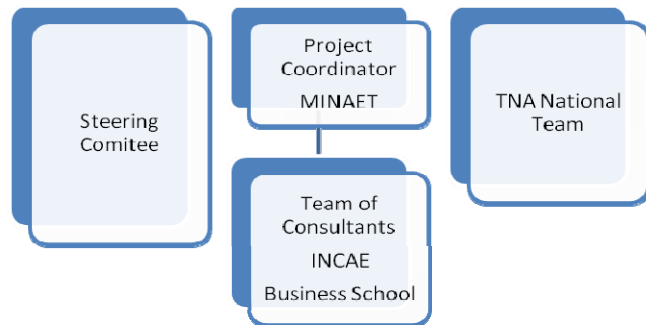 Steering
Comitee
Project
Coordinator
MINAET
Team of
Consultants
INCAE
Business School
TNA National
Team